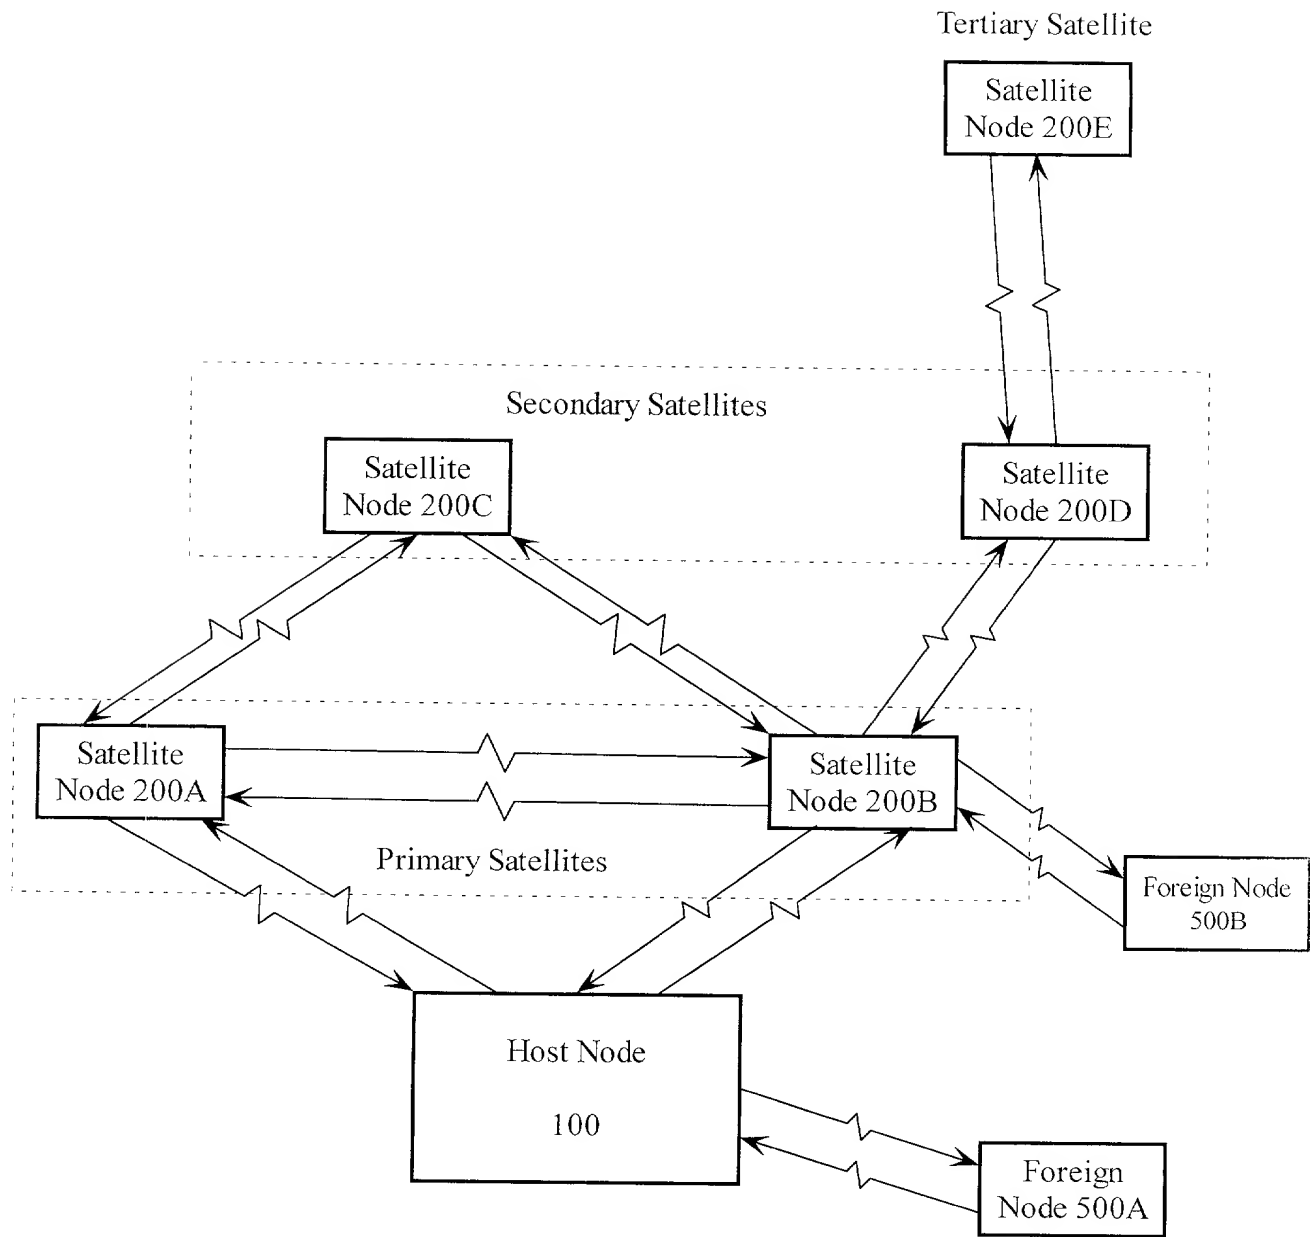 Tertiary Satellite
Satellite
Node 200E
Secondary Satellites
Satellite
Node 200C
Satellite
Node 200D
Satellite
Node 200A
Satellite
Node 200B
Primary Satellites
Foreign Node
500B
Host Node
100
Foreign
Node 500A